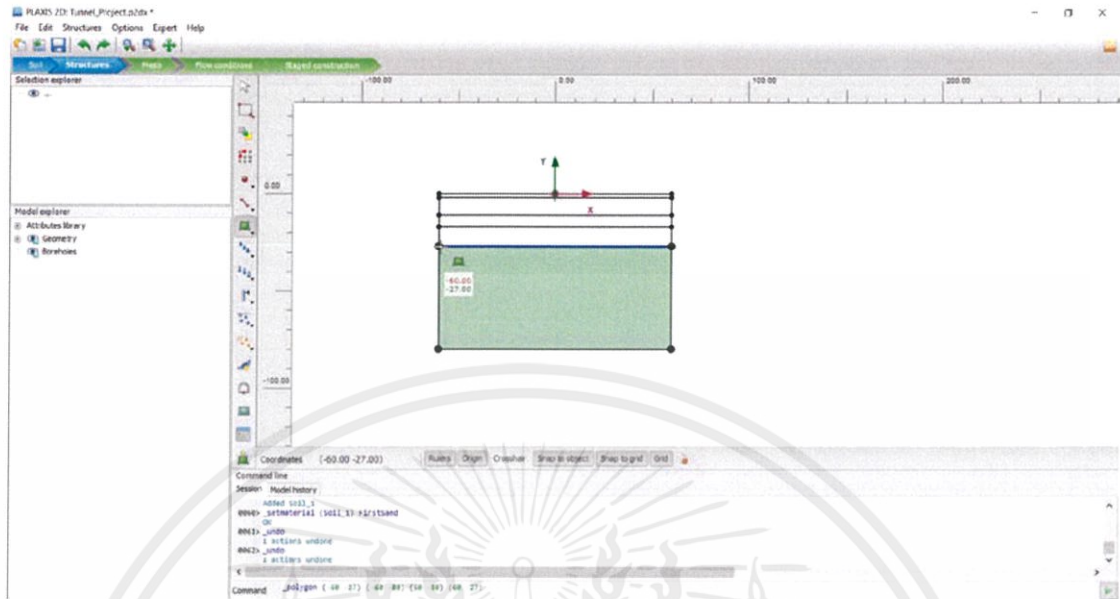 PLAXIS 2D: Tunnel_Project.p2dx *
File Edit Structures Options Expert Help
Soil Structures Mesh Flow conditions Staged construction
Selection explorer
-100.00 0.00 100.00 200.00
Y
0.00
X
Model explorer
Attributes library
Geometry
Boreholes
-60.00
-27.00
-100.00
Coordinates (-60.00 -27.00) Rulers Origin Crosshair Snap to object Snap to grid Grid
Command line
Session Model history
Added Soil_1
0060> _setmaterial (Soil_1) FirstSand
OK
0061> _undo
1 actions undone
0062> _undo
1 actions undone
Command _polygon (-60 -27) (-60 -80) (60 -80) (60 -27)